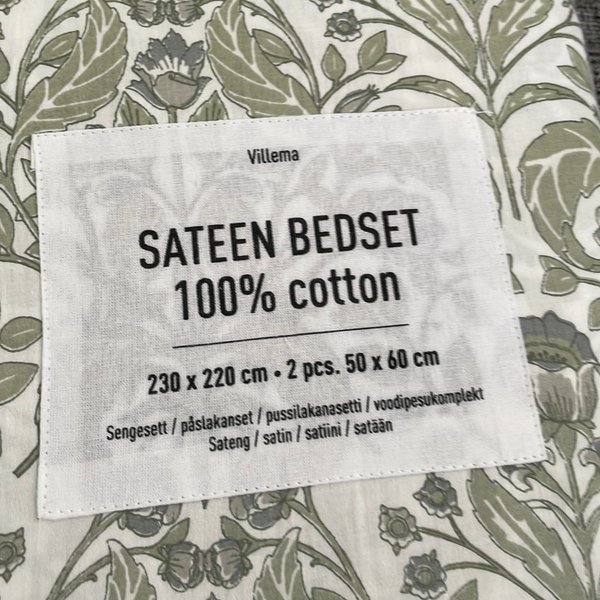 Villema
SATEEN BEDSET
100% cotton
230 x 220 cm • 2 pcs. 50 x 60 cm
Sengesett / påslakanset / pussilakanasetti / voodipesukomplekt
Sateng / satin / satiini / satään